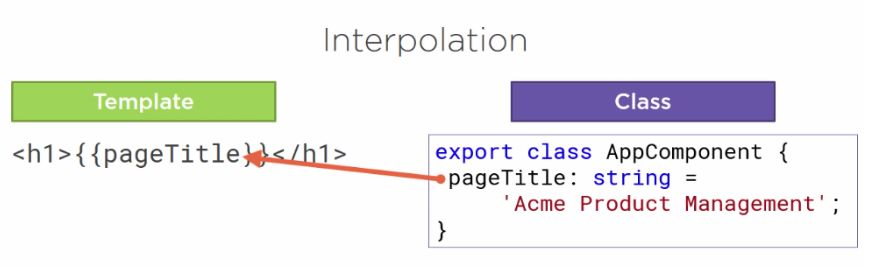 Interpolation
Template
Class
<h1>{{pageTitle}}</h1>
export class AppComponent {
pageTitle: string =
'Acme Product Management';
}